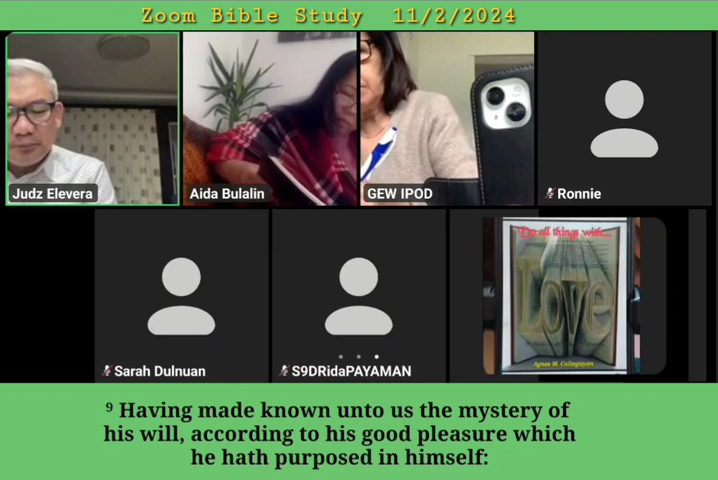 Zoom Bible Study 11/2/2024
Judz Elevera
Aida Bulalin
GEW IPOD
Ronnie
Do all things with...
Love
Agnes M. Calingayan
Sarah Dulnuan
S9DRidaPAYAMAN
⁹ Having made known unto us the mystery of
his will, according to his good pleasure which
he hath purposed in himself: